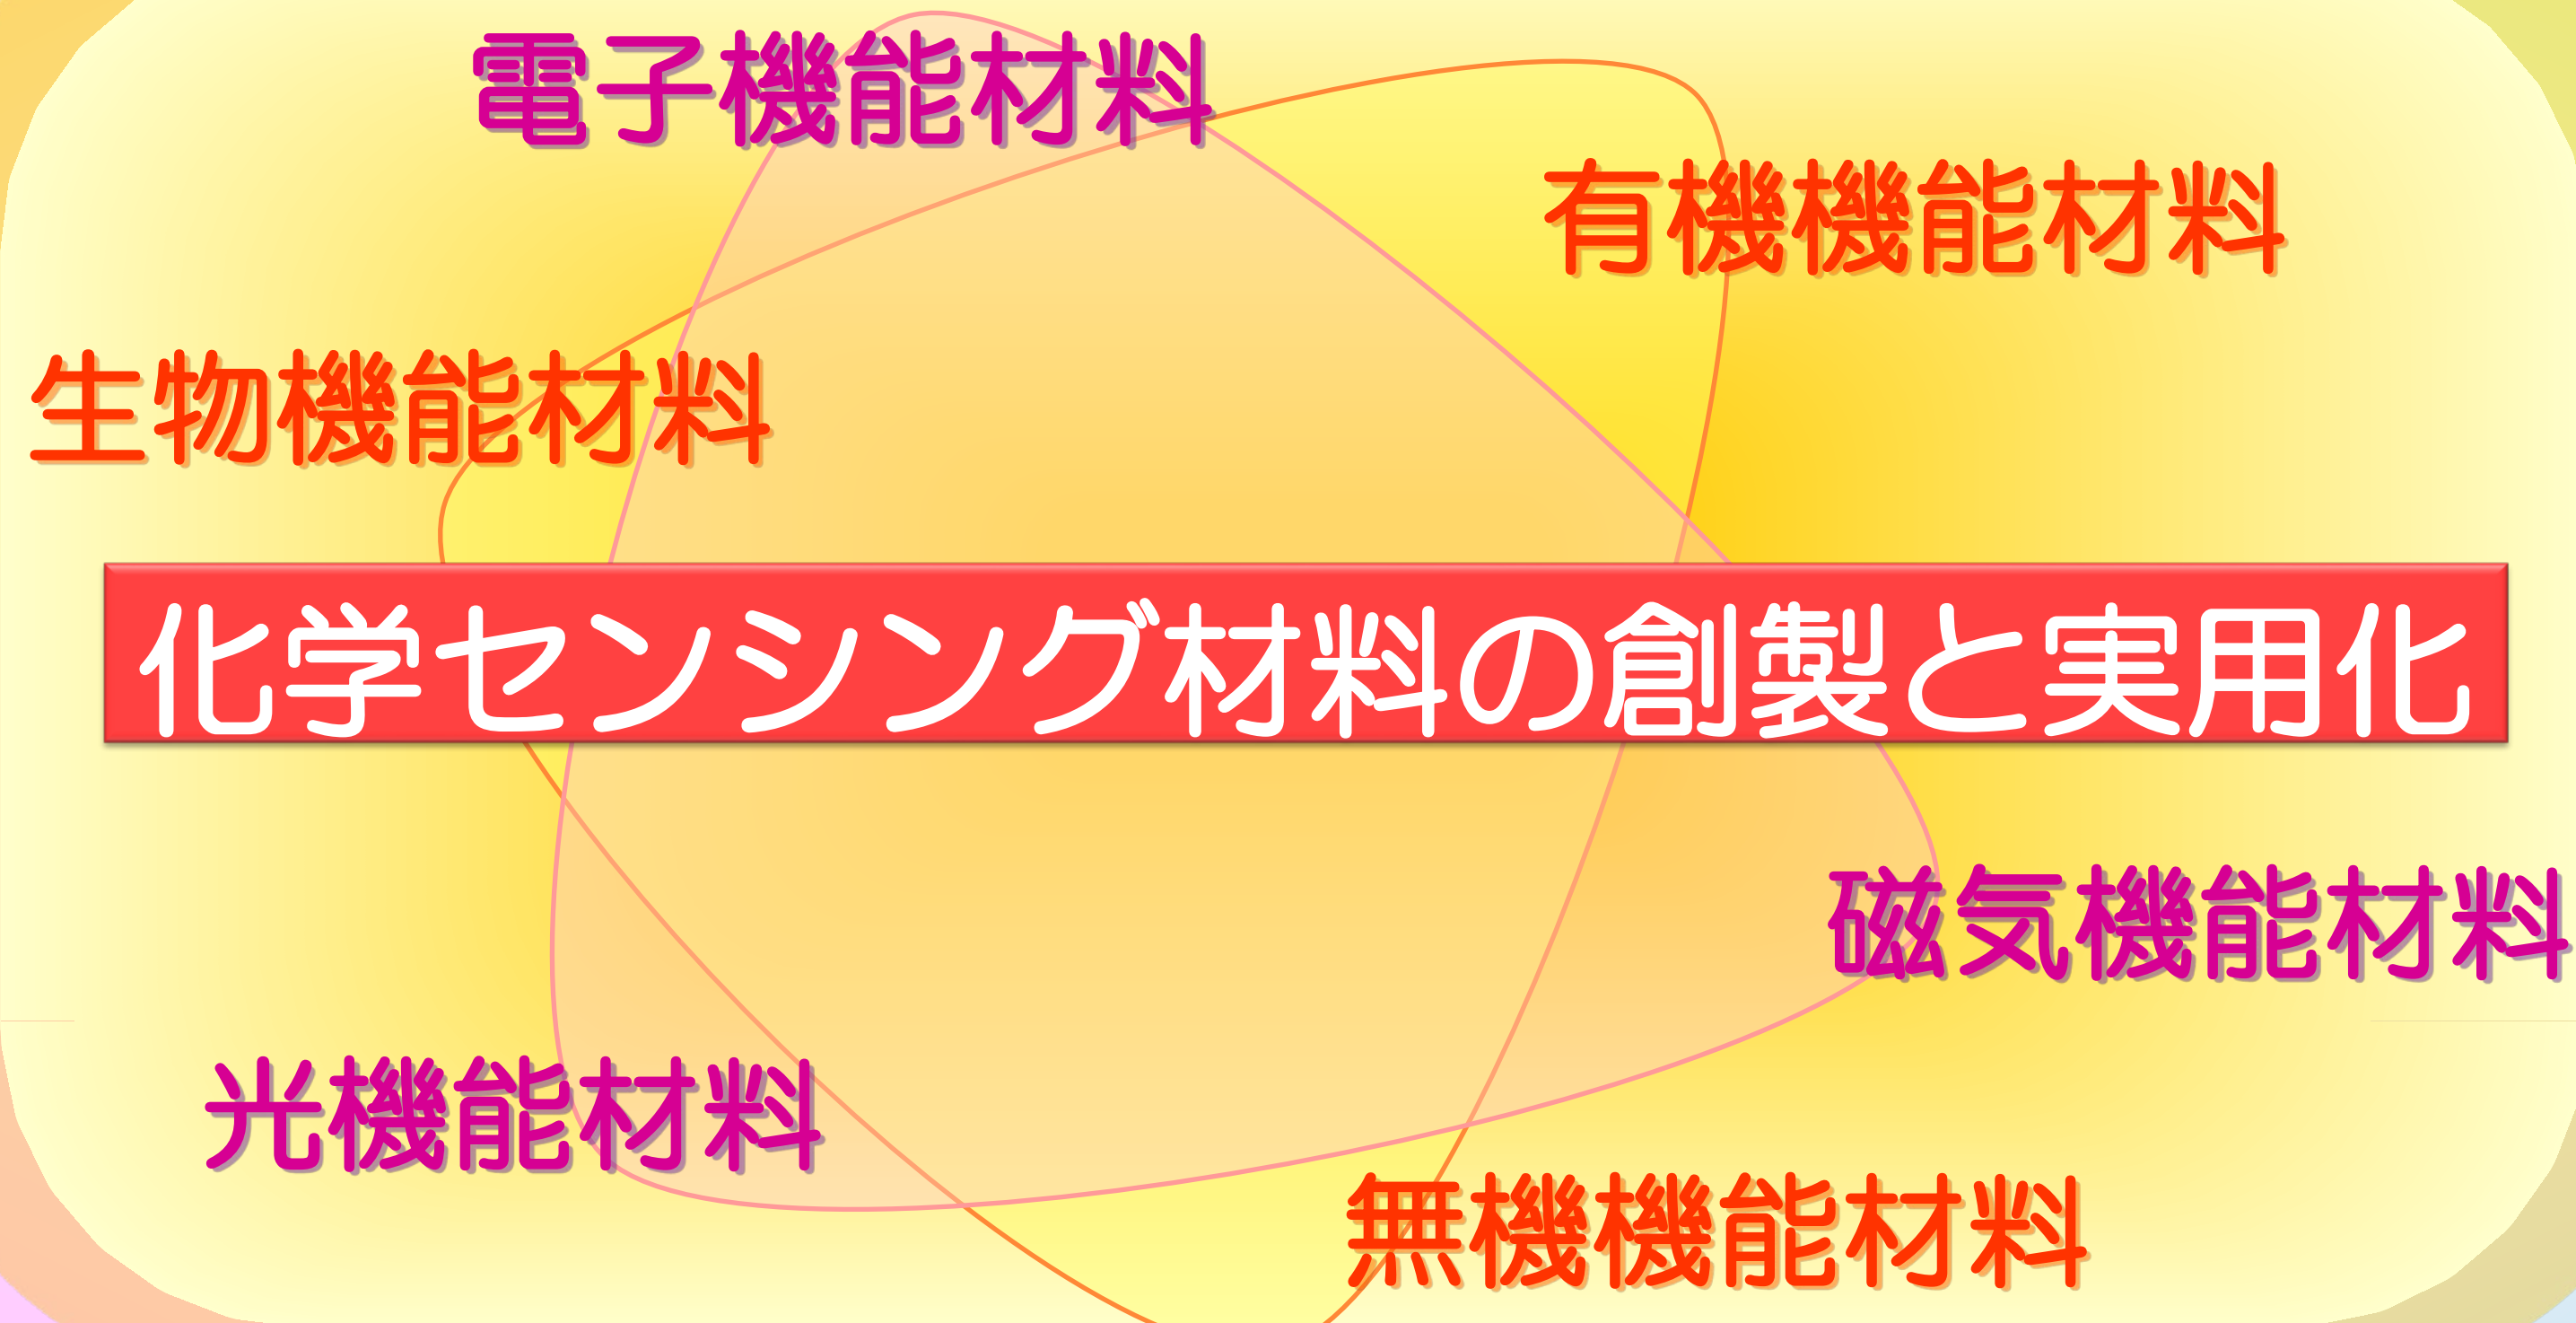 電子機能材料
有機機能材料
生物機能材料
化学センシング材料の創製と実用化
磁気機能材料
光機能材料
無機機能材料